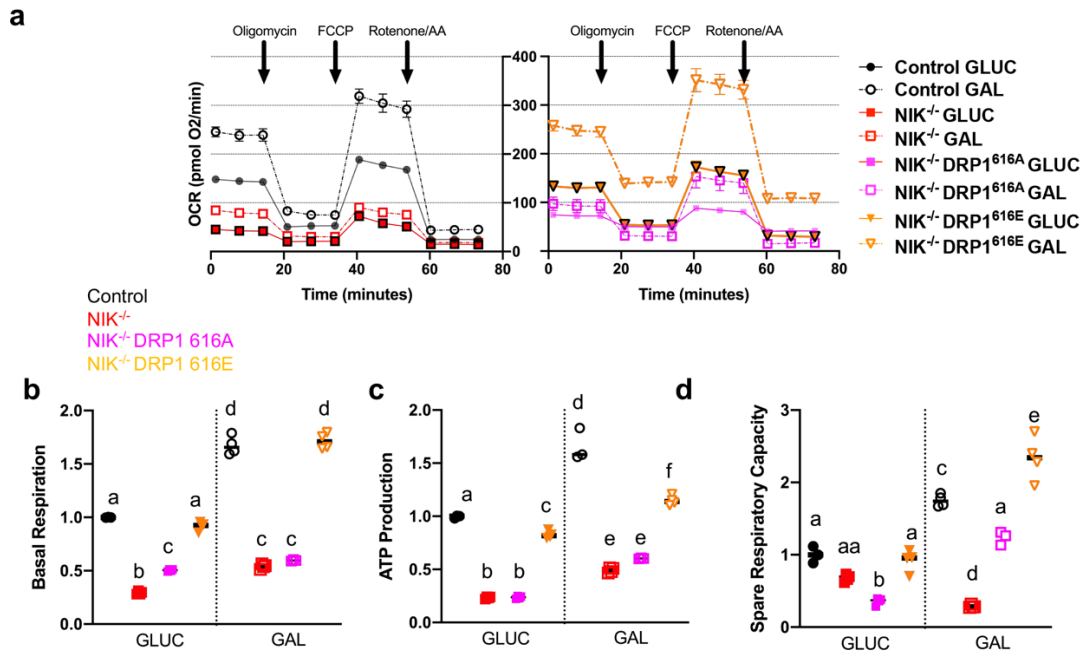 a
Oligomycin FCCP Rotenone/AA
Oligomycin FCCP Rotenone/AA
OCR (pmol O2/min)
400
300
200
100
0
0 20 40 60 80
0 20 40 60 80
Time (minutes)
Time (minutes)
Control GLUC
Control GAL
NIK-/- GLUC
NIK-/- GAL
NIK-/- DRP1616A GLUC
NIK-/- DRP1616A GAL
NIK-/- DRP1616E GLUC
NIK-/- DRP1616E GAL
Control
NIK-/-
NIK-/- DRP1 616A
NIK-/- DRP1 616E
b
Basal Respiration
2.0
1.5
1.0
0.5
0.0
a b c a d c c d
GLUC GAL
c
ATP Production
2.0
1.5
1.0
0.5
0.0
a b b c d e e f
GLUC GAL
d
Spare Respiratory Capacity
3
2
1
0
a aa b a c d a e
GLUC GAL